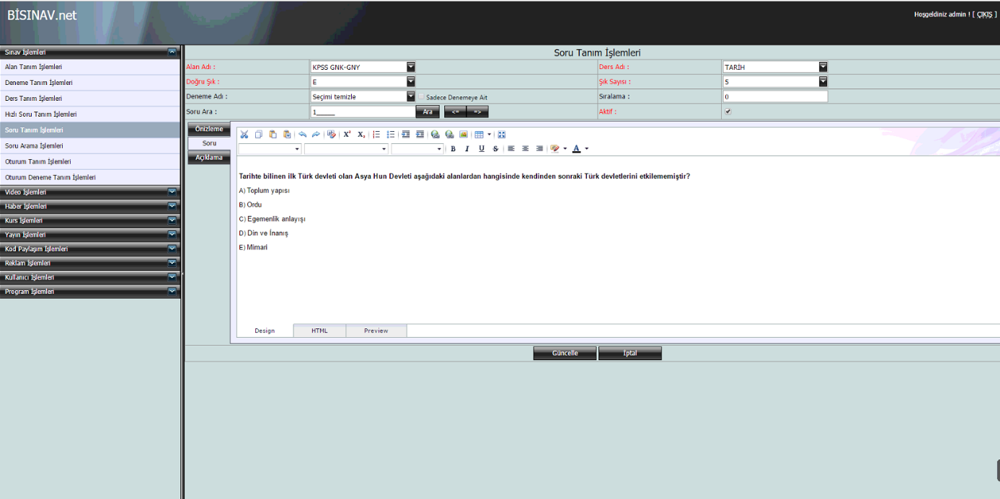 BİSINAV.net
Hoşgeldiniz admin ! [ ÇIKIŞ ]
Sınav İşlemleri
Alan Tanım İşlemleri
Deneme Tanım İşlemleri
Ders Tanım İşlemleri
Hızlı Soru Tanım İşlemleri
Soru Tanım İşlemleri
Soru Arama İşlemleri
Oturum Tanım İşlemleri
Oturum Deneme Tanım İşlemleri
Video İşlemleri
Haber İşlemleri
Kurs İşlemleri
Yayın İşlemleri
Kod Paylaşım İşlemleri
Reklam İşlemleri
Kullanıcı İşlemleri
Program İşlemleri
Soru Tanım İşlemleri
Alan Adı : KPSS GNK-GNY Ders Adı : TARİH
Doğru Şık : E Şık Sayısı : 5
Deneme Adı : Seçimi temizle Sadece Denemeye Ait Sıralama : 0
Soru Ara : 1_____ Ara <= => Aktif :
Önizleme
Soru
Açıklama
Tarihte bilinen ilk Türk devleti olan Asya Hun Devleti aşağıdaki alanlardan hangisinde kendinden sonraki Türk devletlerini etkilememiştir?
A) Toplum yapısı
B) Ordu
C) Egemenlik anlayışı
D) Din ve İnanış
E) Mimari
Design HTML Preview
Güncelle İptal